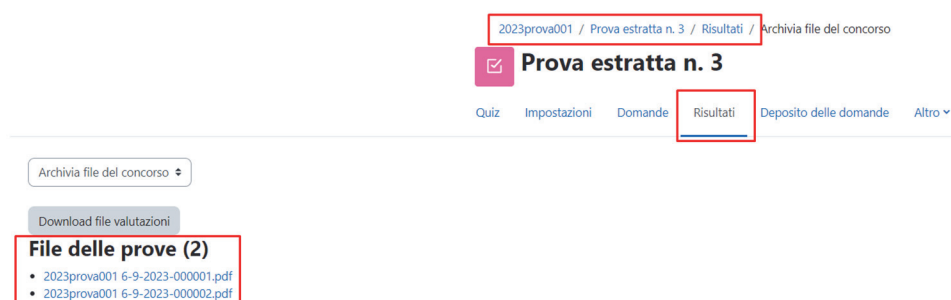 2023prova001 / Prova estratta n. 3 / Risultati / Archivia file del concorso
Prova estratta n. 3
Quiz Impostazioni Domande Risultati Deposito delle domande Altro
Archivia file del concorso
Download file valutazioni
File delle prove (2)
2023prova001 6-9-2023-000001.pdf
2023prova001 6-9-2023-000002.pdf